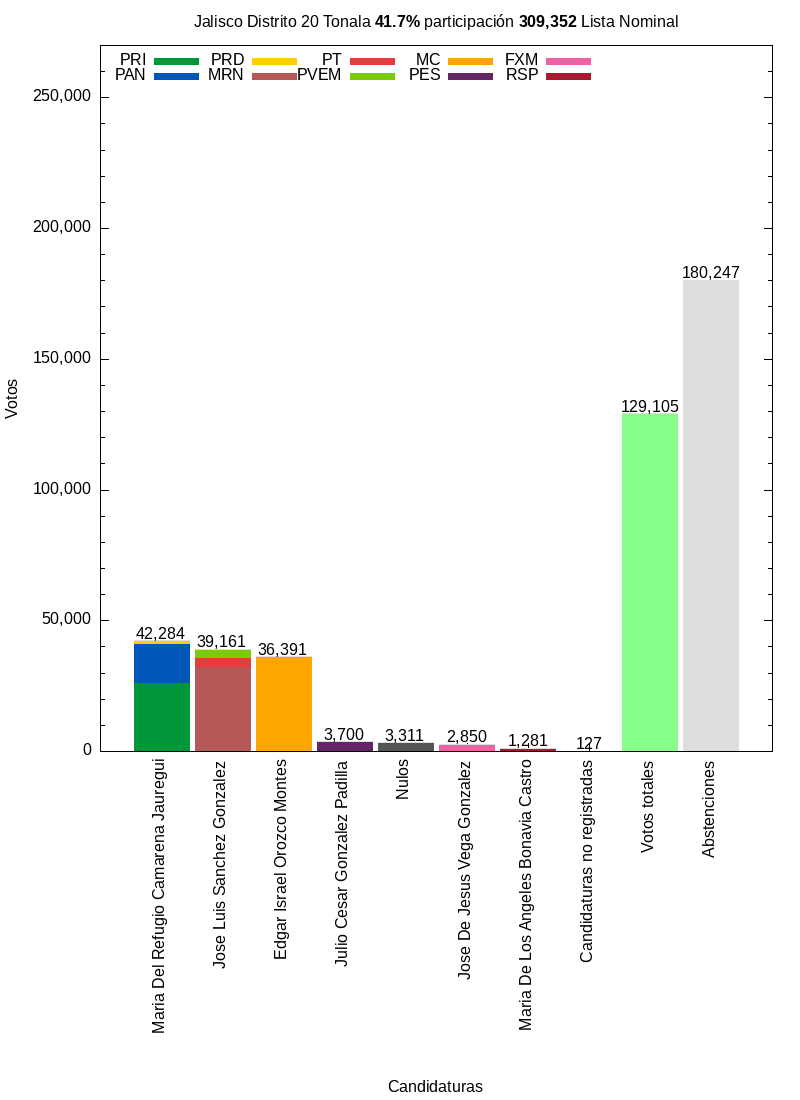 Jalisco Distrito 20 Tonala 41.7% participación 309,352 Lista Nominal
PRI PRD PT MC FXM
PAN MRN PVEM PES RSP
250,000
200,000
150,000
100,000
50,000
0
Votos
42,284
39,161
36,391
3,700
3,311
2,850
1,281
127
129,105
180,247
Maria Del Refugio Camarena Jauregui
Jose Luis Sanchez Gonzalez
Edgar Israel Orozco Montes
Julio Cesar Gonzalez Padilla
Nulos
Jose De Jesus Vega Gonzalez
Maria De Los Angeles Bonavia Castro
Candidaturas no registradas
Votos totales
Abstenciones
Candidaturas